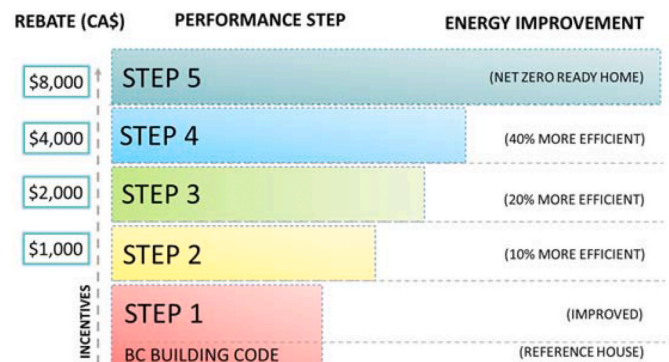 REBATE (CA$) PERFORMANCE STEP ENERGY IMPROVEMENT
$8,000 STEP 5 (NET ZERO READY HOME)
$4,000 STEP 4 (40% MORE EFFICIENT)
$2,000 STEP 3 (20% MORE EFFICIENT)
$1,000 STEP 2 (10% MORE EFFICIENT)
INCENTIVES
STEP 1 (IMPROVED)
BC BUILDING CODE (REFERENCE HOUSE)